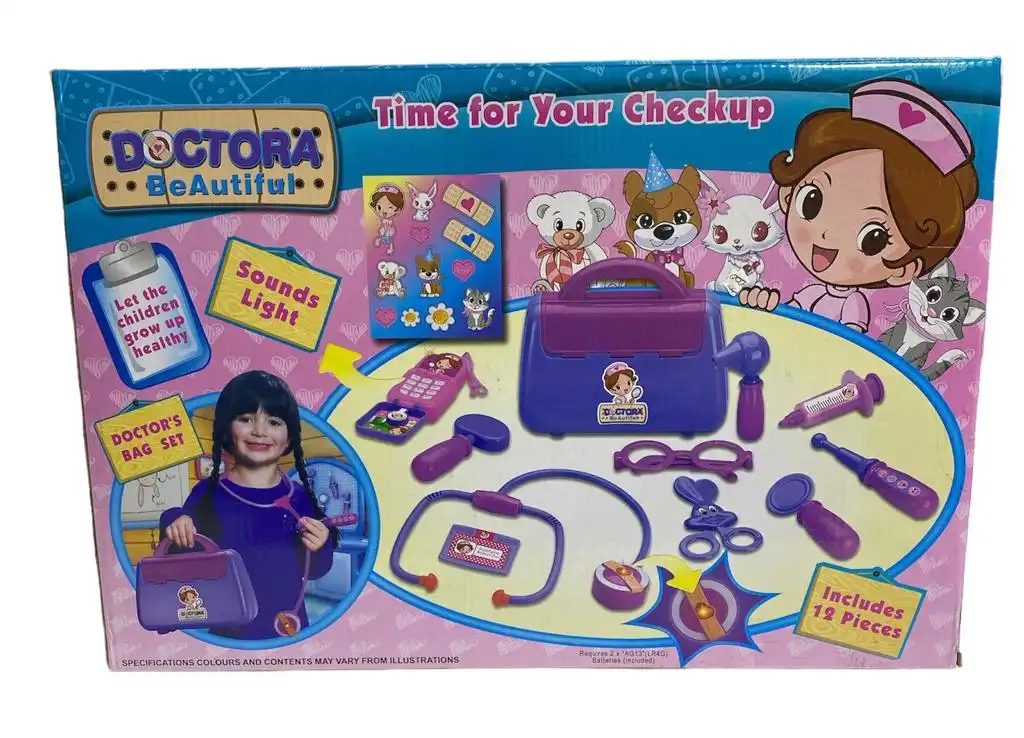 Time for Your Checkup
DOCTORA
BeAutiful
Let the
children
grow up
healthy
Sounds
Light
DOCTOR'S
BAG SET
DOCTORA
BeAutiful
DOCTORA
Includes
12 Pieces
SPECIFICATIONS COLOURS AND CONTENTS MAY VARY FROM ILLUSTRATIONS
Requires 2 x "AG13"(LR4G)
Batteries (included)